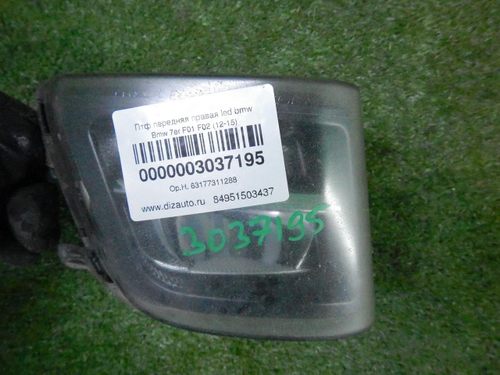 Птф передняя правая led bmw
Bmw 7er F01 F02 (12-15)
0000003037195
Ор.Н. 63177311288
www.dizauto.ru 84951503437
3037195